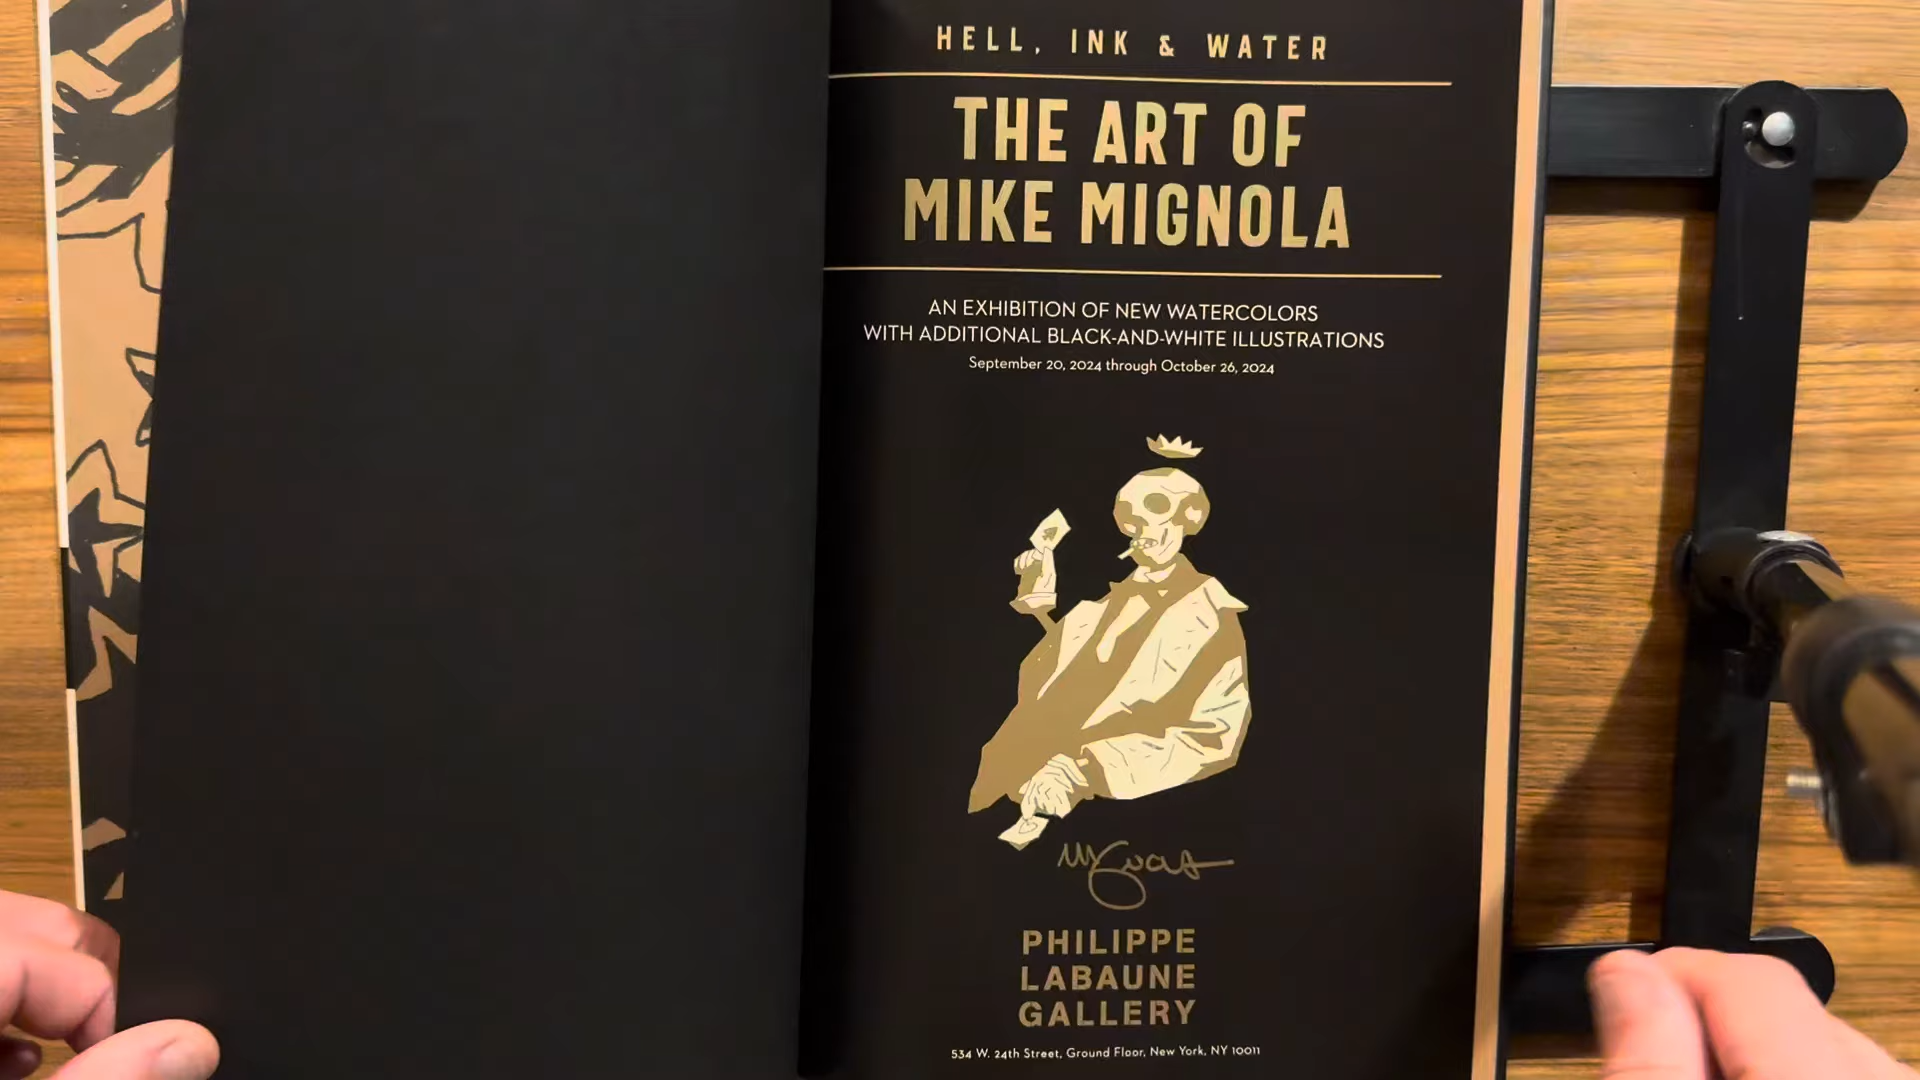 HELL, INK & WATER
THE ART OF
MIKE MIGNOLA
AN EXHIBITION OF NEW WATERCOLORS
WITH ADDITIONAL BLACK-AND-WHITE ILLUSTRATIONS
September 20, 2024 through October 26, 2024
PHILIPPE
LABAUNE
GALLERY
534 W. 24th Street, Ground Floor, New York, NY 10011